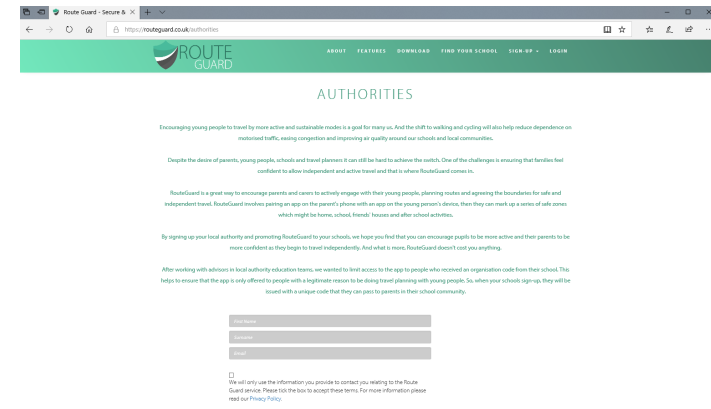 Route Guard - Secure &
https://routeguard.co.uk/authorities
ROUTE
GUARD
ABOUT FEATURES DOWNLOAD FIND YOUR SCHOOL SIGN-UP LOGIN
AUTHORITIES
Encouraging young people to travel by more active and sustainable modes is a goal for many us. And the shift to walking and cycling will also help reduce dependence on
motorised traffic, easing congestion and improving air quality around our schools and local communities.
Despite the desire of parents, young people, schools and travel planners it can still be hard to achieve the switch. One of the challenges is ensuring that families feel
confident to allow independent and active travel and that is where RouteGuard comes in.
RouteGuard is a great way to encourage parents and carers to actively engage with their young people, planning routes and agreeing the boundaries for safe and
independent travel. RouteGuard involves pairing an app on the parent's phone with an app on the young person's device, then they can mark up a series of safe zones
which might be home, school, friends' houses and after school activities.
By signing up your local authority and promoting RouteGuard to your schools, we hope you find that you can encourage pupils to be more active and their parents to be
more confident as they begin to travel independently. And what is more, RouteGuard doesn't cost you anything.
After working with advisors in local authority education teams, we wanted to limit access to the app to people who received an organisation code from their school. This
helps to ensure that the app is only offered to people with a legitimate reason to be doing travel planning with young people. So, when your schools sign-up, they will be
issued with a unique code that they can pass to parents in their school community.
First Name
Surname
Email
We will only use the information you provide to contact you relating to the Route
Guard service. Please tick the box to accept these terms. For more information please
read our Privacy Policy.